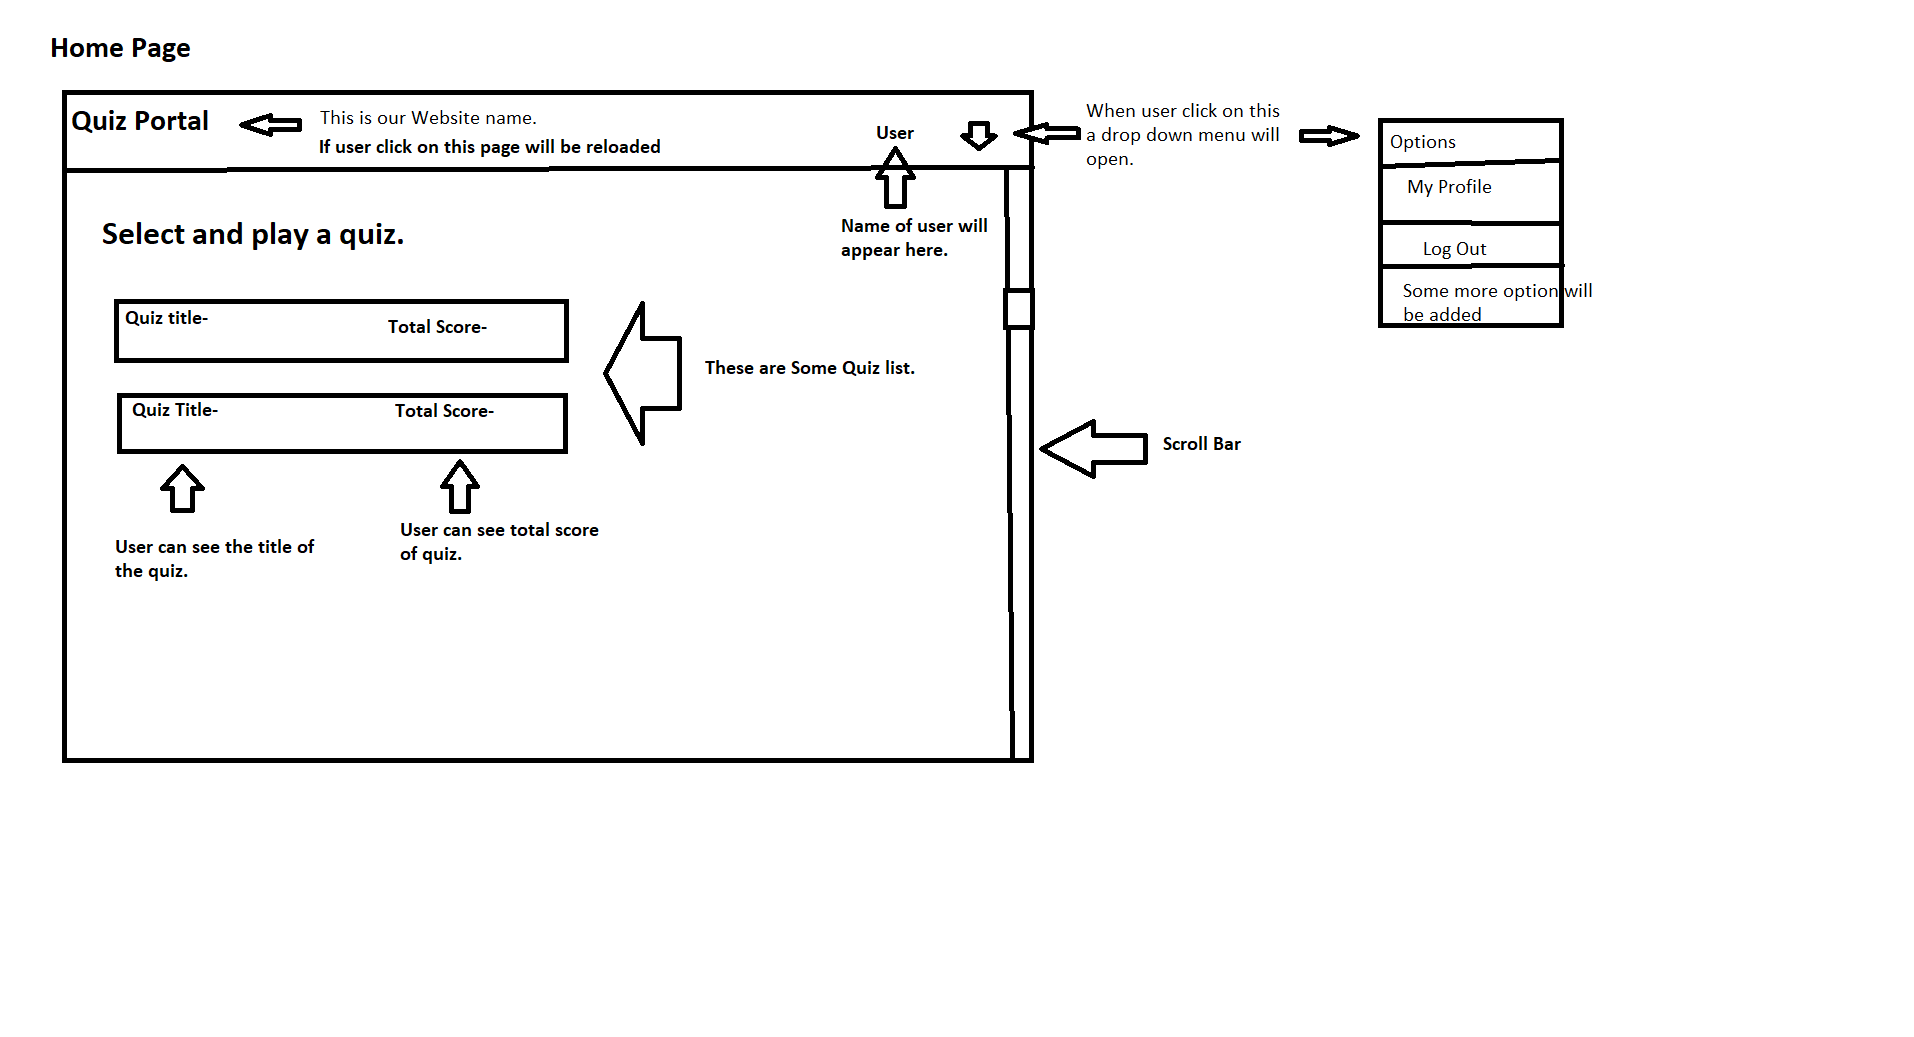 Home Page
Quiz Portal
This is our Website name.
If user click on this page will be reloaded
User
When user click on this
a drop down menu will
open.
Options
My Profile
Log Out
Some more option will
be added
Name of user will
appear here.
Select and play a quiz.
Quiz title-
Total Score-
These are Some Quiz list.
Quiz Title-
Total Score-
Scroll Bar
User can see the title of
the quiz.
User can see total score
of quiz.